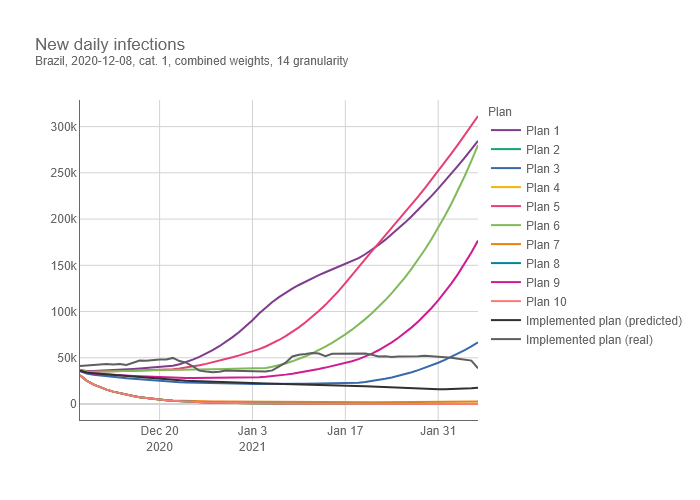 New daily infections
Brazil, 2020-12-08, cat. 1, combined weights, 14 granularity
Plan
300k
250k
200k
150k
100k
50k
0
Dec 20
2020
Jan 3
2021
Jan 17
Jan 31
Plan 1
Plan 2
Plan 3
Plan 4
Plan 5
Plan 6
Plan 7
Plan 8
Plan 9
Plan 10
Implemented plan (predicted)
Implemented plan (real)